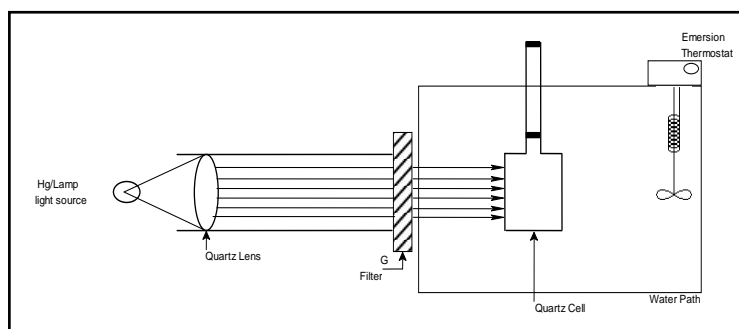 Emersion
Thermostat
Hg/Lamp
light source
Quartz Lens
G
Filter
Quartz Cell
Water Path